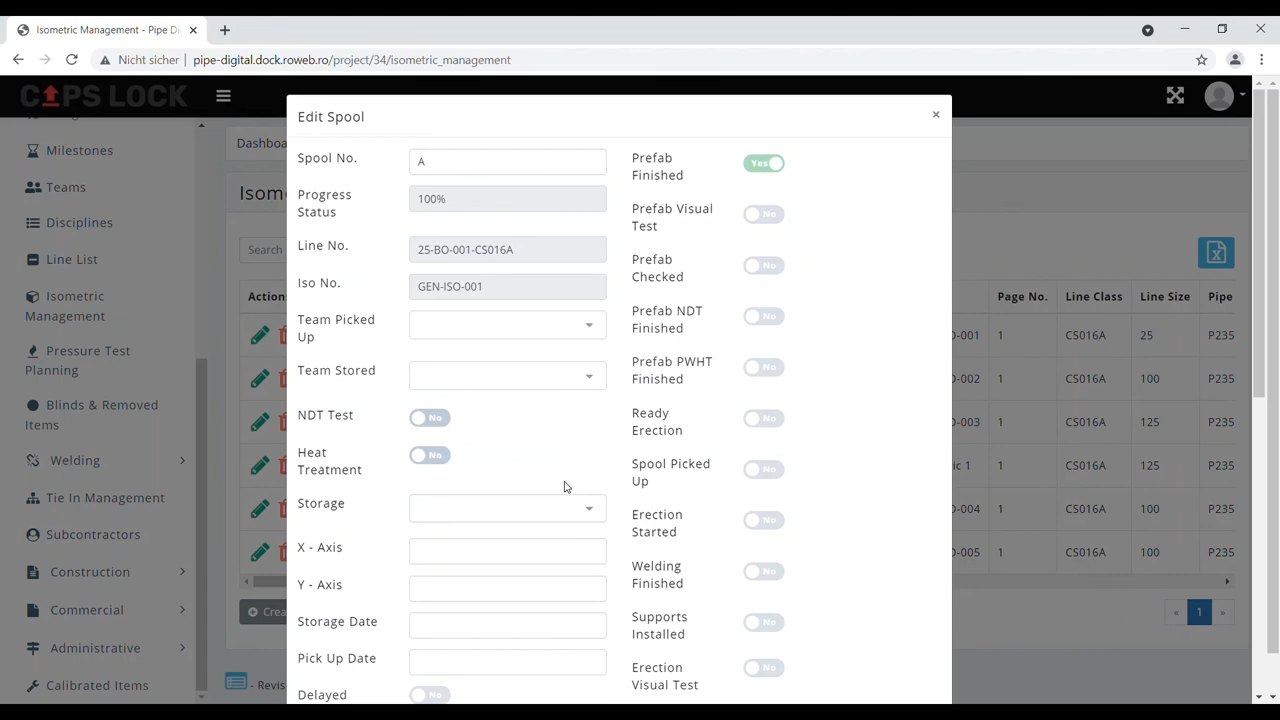 Isometric Management - Pipe Di
Nicht sicher
pipe-digital.dock.roweb.ro/project/34/isometric_management
CAPS LOCK
Milestones
Teams
Disciplines
Line List
Isometric
Management
Pressure Test
Planning
Blinds & Removed
Items
Welding
Tie In Management
Subcontractors
Construction
Commercial
Administrative
Calibrated Items
Dashboa
Isom
Search
Action
Crea
- Revis
Edit Spool
×
Spool No.
A
Progress
Status
100%
Line No.
25-BO-001-CS016A
Iso No.
GEN-ISO-001
Team Picked
Up
Team Stored
NDT Test
No
Heat
Treatment
No
Storage
X - Axis
Y - Axis
Storage Date
Pick Up Date
Delayed
No
Prefab
Finished
Yes
Prefab Visual
Test
No
Prefab
Checked
No
Prefab NDT
Finished
No
Prefab PWHT
Finished
No
Ready
Erection
No
Spool Picked
Up
No
Erection
Started
No
Welding
Finished
No
Supports
Installed
No
Erection
Visual Test
No
Page No. Line Class Line Size Pipe
O-001 1 CS016A 25 P235
O-002 1 CS016A 100 P235
O-003 1 CS016A 125 P235
ic 1 1 CS016A 125 P235
O-004 1 CS016A 100 P235
O-005 1 CS016A 100 P235
« 1 »